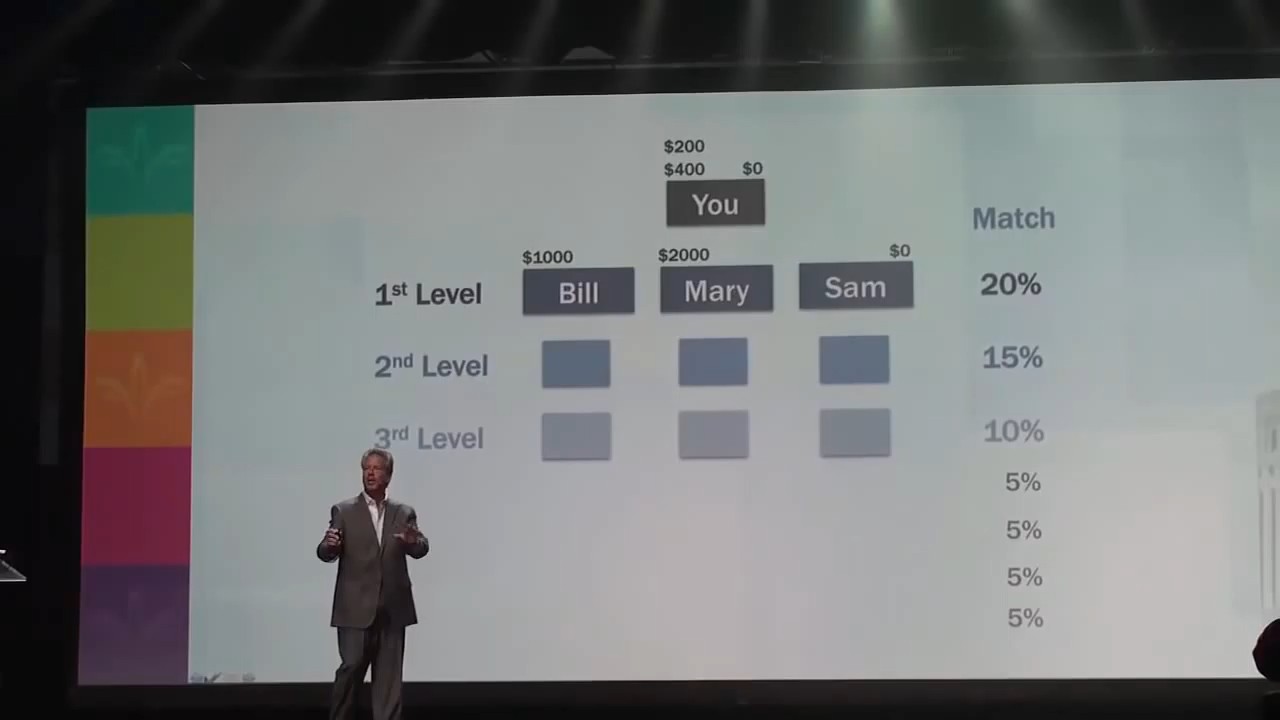 $200
$400 $0
You
Match
$1000 $2000 $0
1st Level Bill Mary Sam 20%
2nd Level 15%
3rd Level 10%
5%
5%
5%
5%